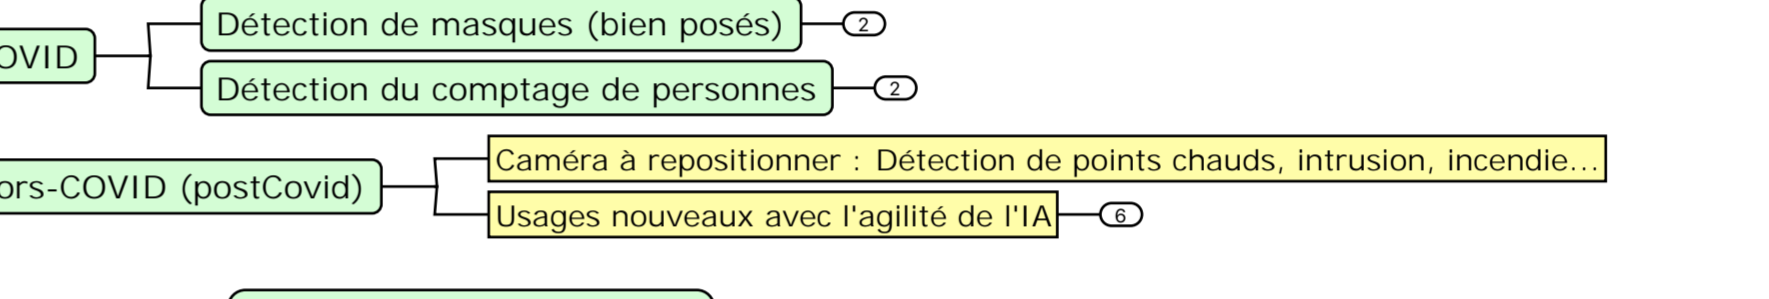 Détection de masques (bien posés)
2
OVID
Détection du comptage de personnes
2
Caméra à repositionner : Détection de points chauds, intrusion, incendie...
ors-COVID (postCovid)
Usages nouveaux avec l'agilité de l'IA
6